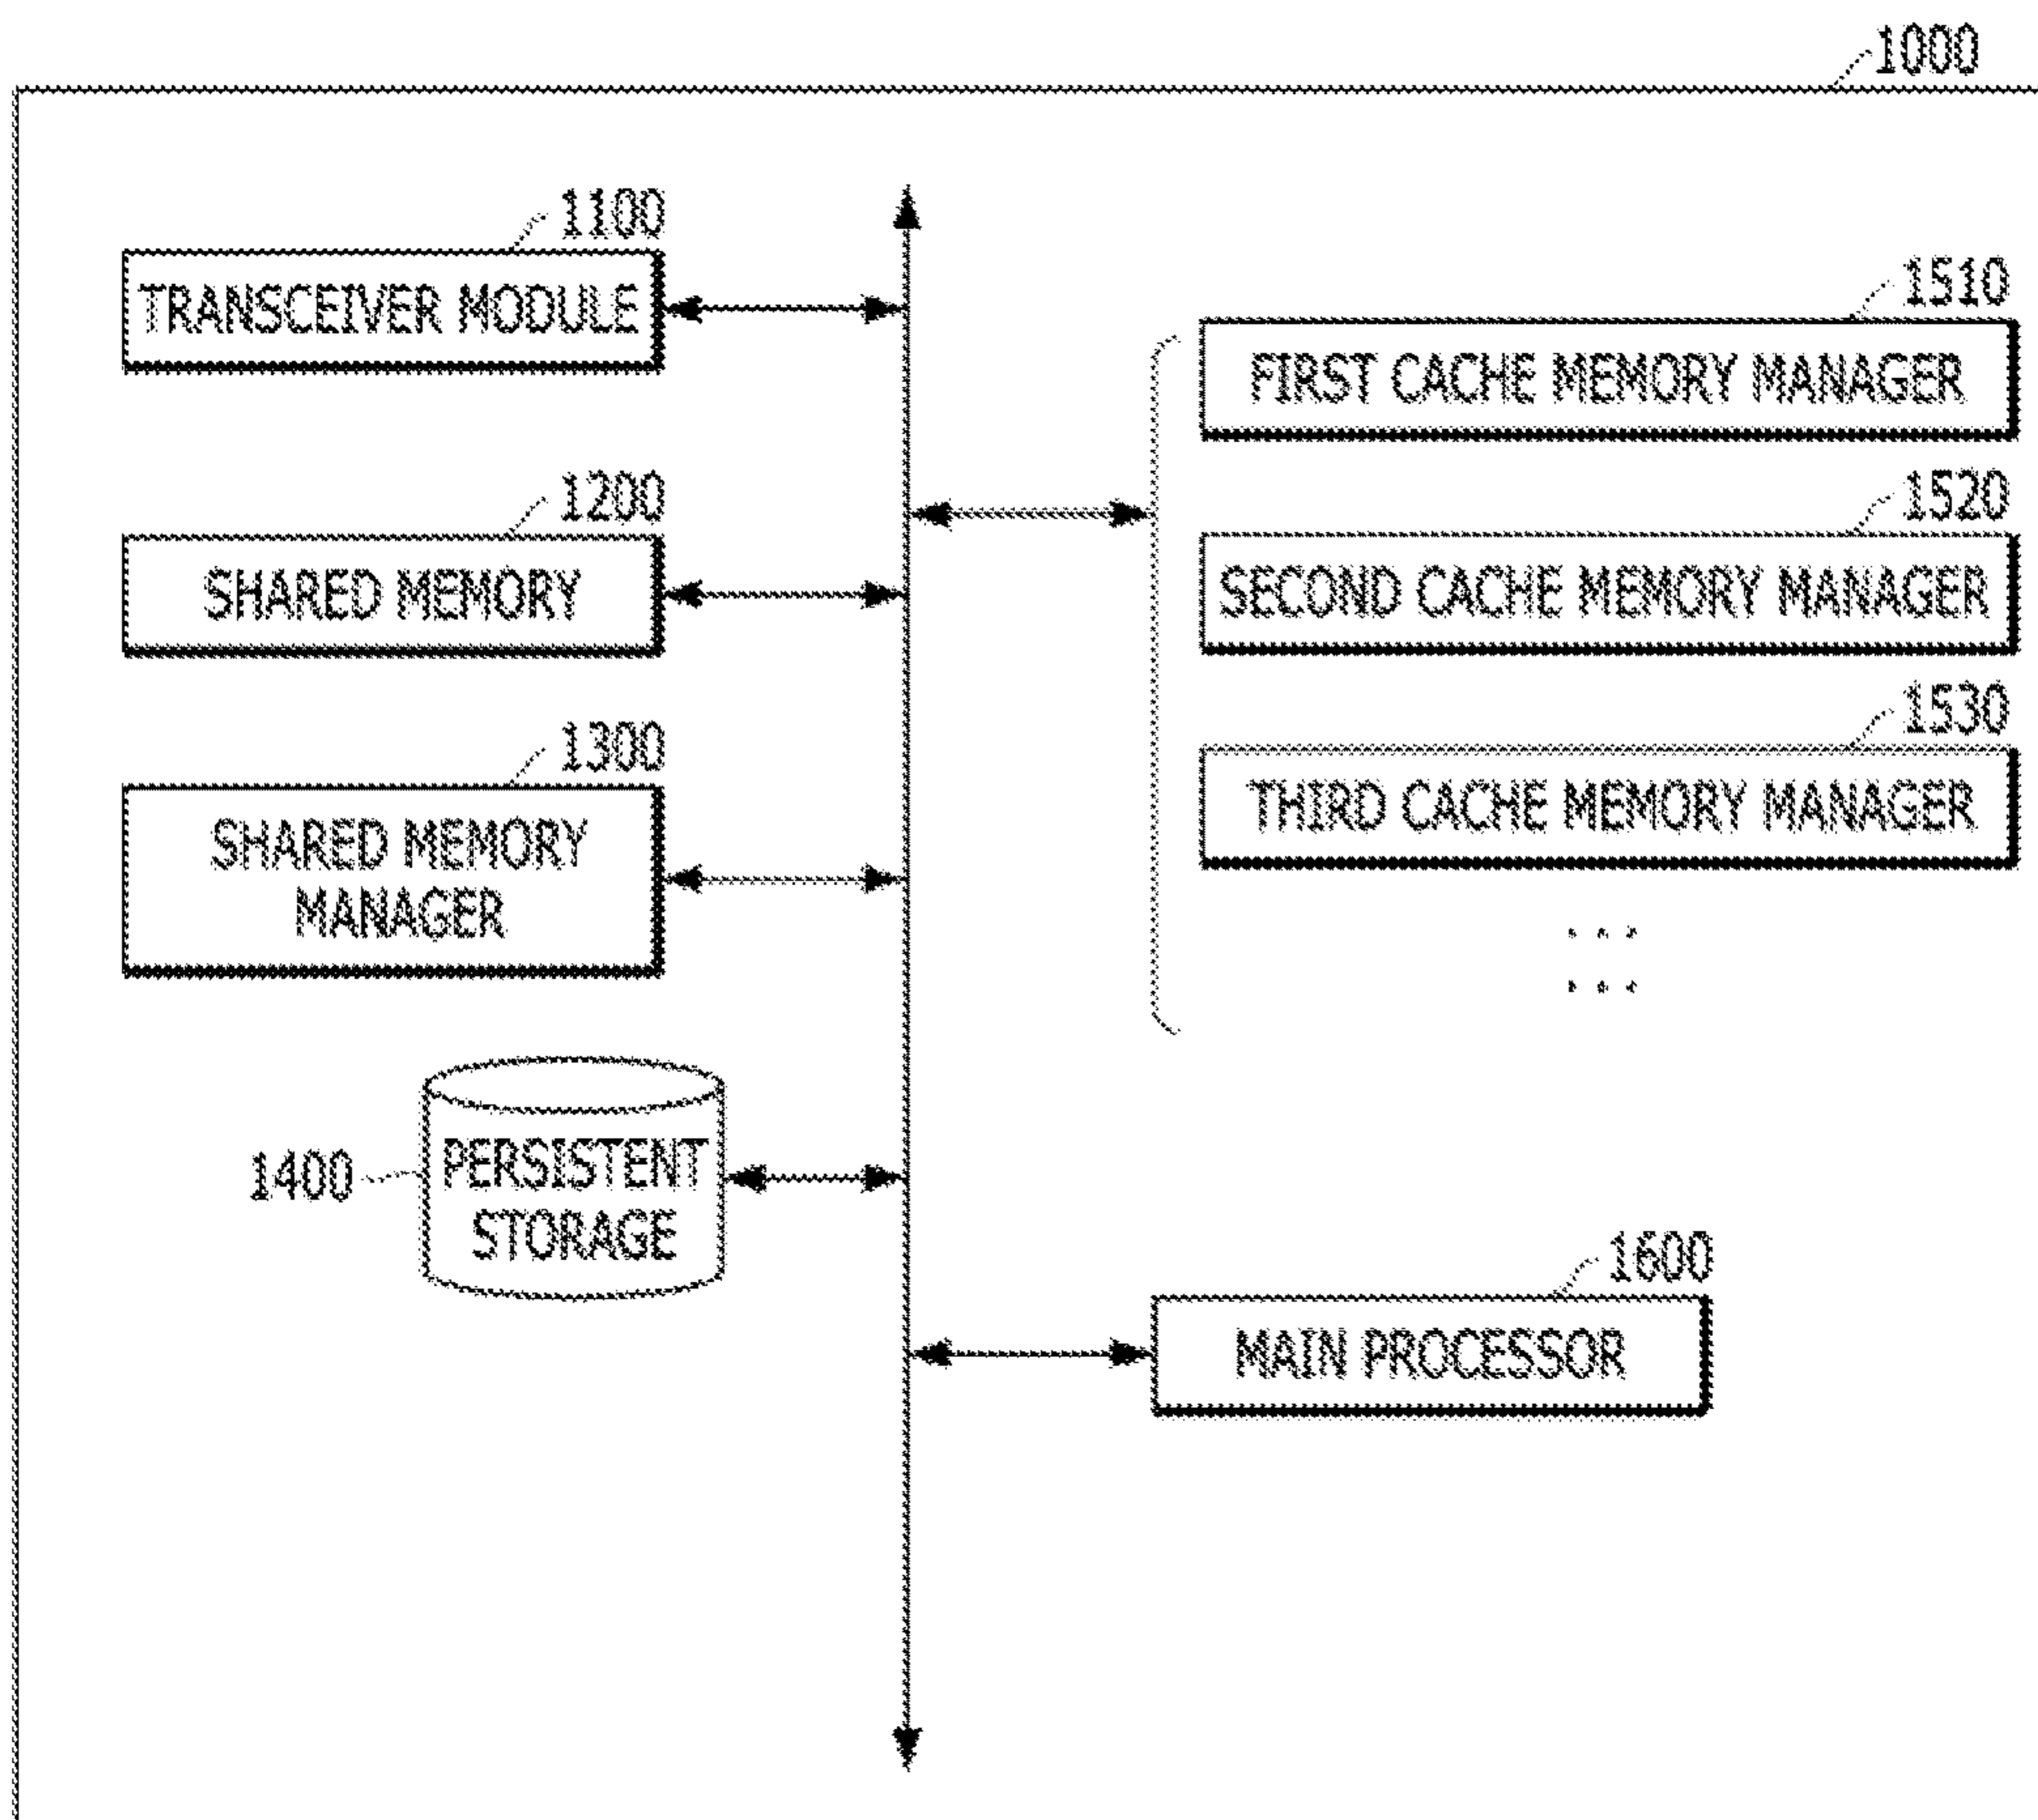 1000
1100
TRANSCEIVER MODULE
1200
SHARED MEMORY
1300
SHARED MEMORY
MANAGER
1400
PERSISTENT
STORAGE
1510
FIRST CACHE MEMORY MANAGER
1520
SECOND CACHE MEMORY MANAGER
1530
THIRD CACHE MEMORY MANAGER
...
...
1600
MAIN PROCESSOR